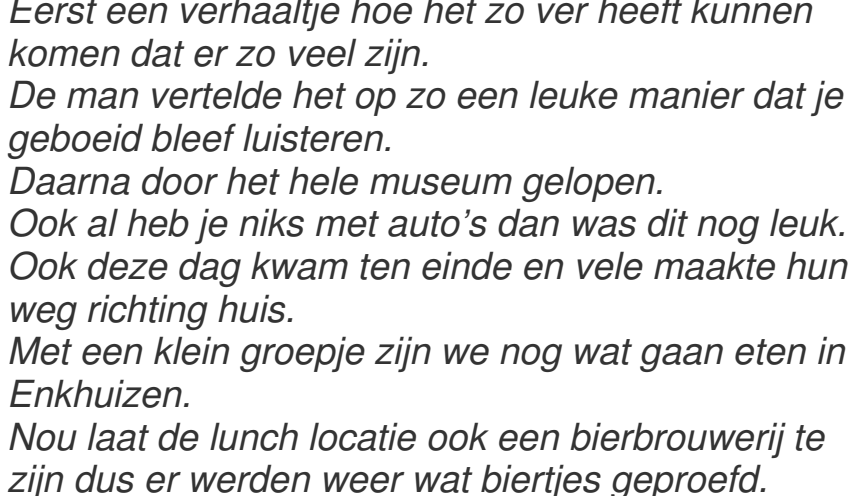 Eerst een verhaaltje hoe het zo ver heeft kunnen
komen dat er zo veel zijn.
De man vertelde het op zo een leuke manier dat je
geboeid bleef luisteren.
Daarna door het hele museum gelopen.
Ook al heb je niks met auto's dan was dit nog leuk.
Ook deze dag kwam ten einde en vele maakte hun
weg richting huis.
Met een klein groepje zijn we nog wat gaan eten in
Enkhuizen.
Nou laat de lunch locatie ook een bierbrouwerij te
zijn dus er werden weer wat biertjes geproefd.